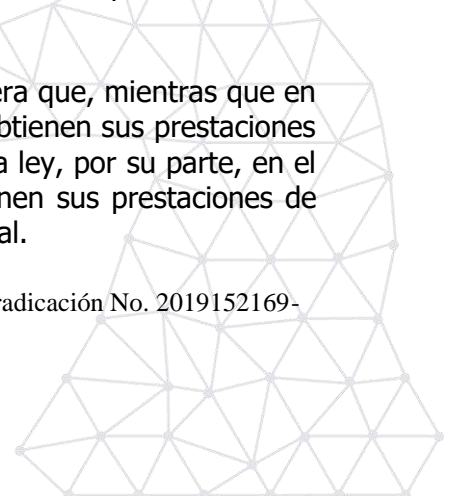 era que, mientras que en
btienen sus prestaciones
a ley, por su parte, en el
nen sus prestaciones de
al.
radicación No. 2019152169-